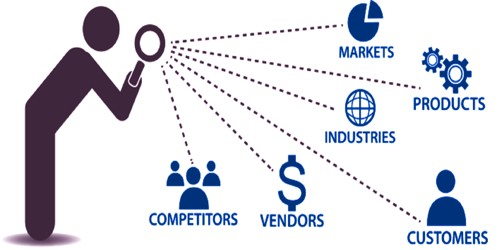 MARKETS
PRODUCTS
INDUSTRIES
COMPETITORS
VENDORS
CUSTOMERS